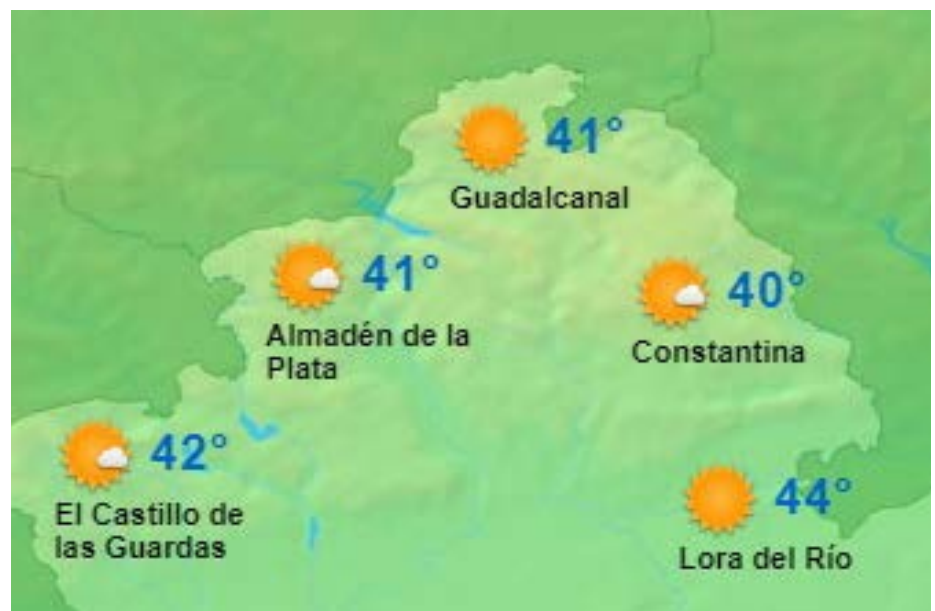 41°
Guadalcanal
41°
Almadén de la
Plata
40°
Constantina
42°
El Castillo de
las Guardas
44°
Lora del Río